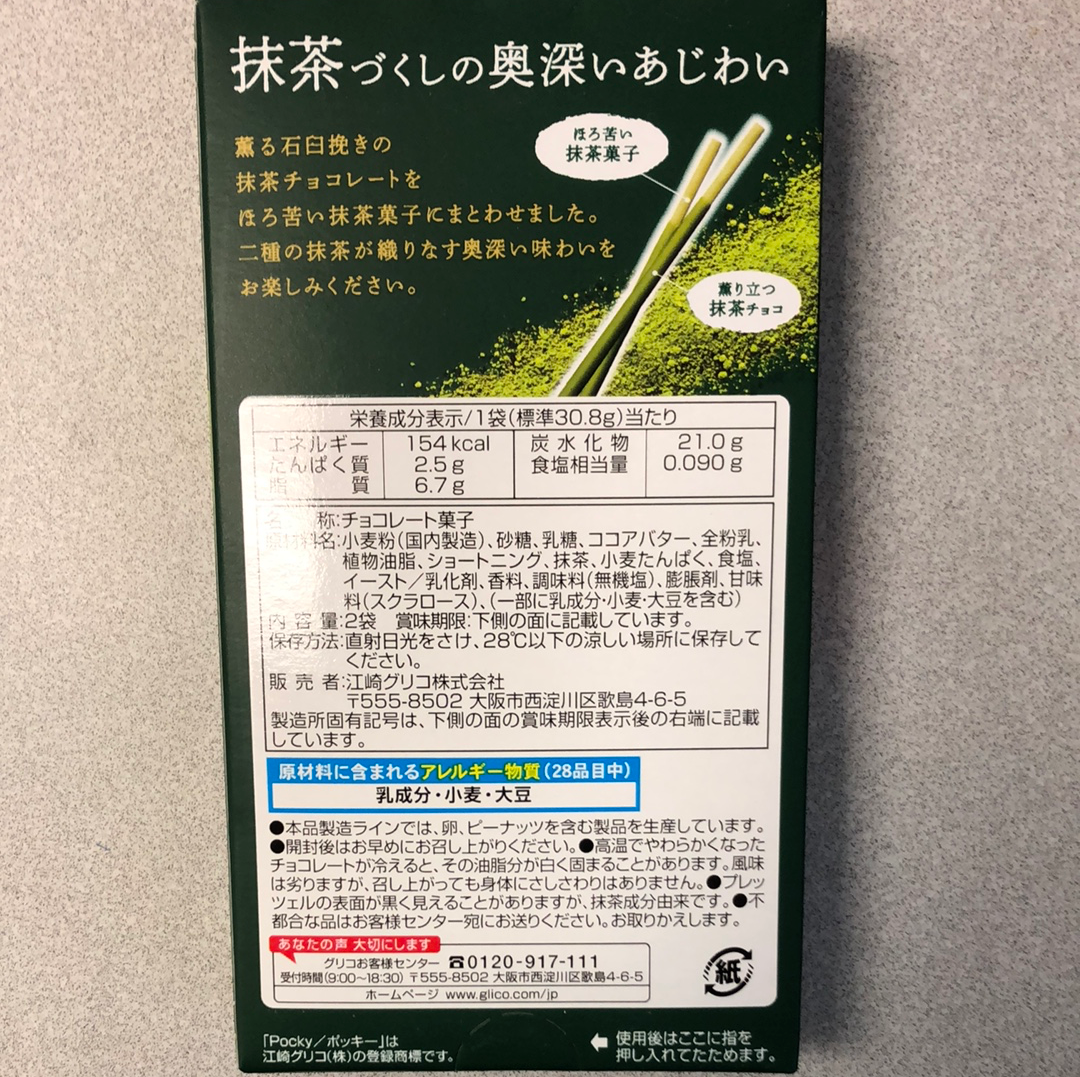 抹茶づくしの奥深いあじわい
薫る石臼挽きの
抹茶チョコレートを
ほろ苦い抹茶菓子にまとわせました。
二種の抹茶が織りなす奥深い味わいを
お楽しみください。
ほろ苦い
抹茶菓子
薫り立つ
抹茶チョコ
栄養成分表示/1袋(標準30.8g)当たり
エネルギー 154kcal 炭水化物 21.0g
たんぱく質 2.5g 食塩相当量 0.090g
脂質 6.7g
名称:チョコレート菓子
原材料名:小麦粉(国内製造)、砂糖、乳糖、ココアバター、全粉乳、
植物油脂、ショートニング、抹茶、小麦たんぱく、食塩、
イースト/乳化剤、香料、調味料(無機塩)、膨脹剤、甘味
料(スクラロース)、(一部に乳成分・小麦・大豆を含む)
内容量:2袋 賞味期限:下側の面に記載しています。
保存方法:直射日光をさけ、28℃以下の涼しい場所に保存して
ください。
販売者:江崎グリコ株式会社
〒555-8502 大阪市西淀川区歌島4-6-5
製造所固有記号は、下側の面の賞味期限表示後の右端に記載
しています。
原材料に含まれるアレルギー物質(28品目中)
乳成分・小麦・大豆
●本品製造ラインでは、卵、ピーナッツを含む製品を生産しています。
●開封後はお早めにお召し上がりください。●高温でやわらかくなった
チョコレートが冷えると、その油脂分が白く固まることがあります。風味
は劣りますが、召し上がっても身体にさしさわりはありません。●プレッ
ツェルの表面が黒く見えることがありますが、抹茶成分由来です。●不
都合な品はお客様センター宛にお送りください。お取りかえします。
あなたの声 大切にします
グリコお客様センター ☎0120-917-111
受付時間(9:00〜18:30) 〒555-8502 大阪市西淀川区歌島4-6-5
ホームページ www.glico.com/jp
紙
「Pocky/ポッキー」は
江崎グリコ(株)の登録商標です。
使用後はここに指を
押し入れてたためます。